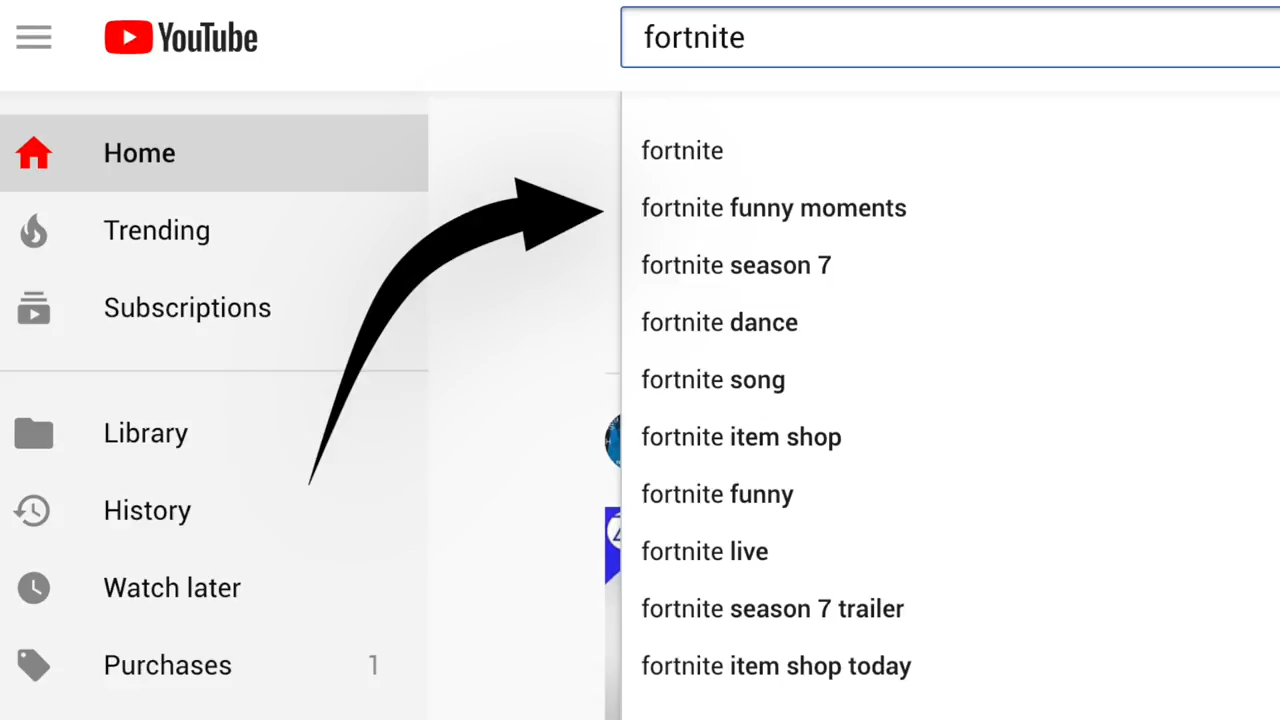 YouTube
fortnite
Home
Trending
Subscriptions
Library
History
Watch later
Purchases 1
fortnite
fortnite funny moments
fortnite season 7
fortnite dance
fortnite song
fortnite item shop
fortnite funny
fortnite live
fortnite season 7 trailer
fortnite item shop today